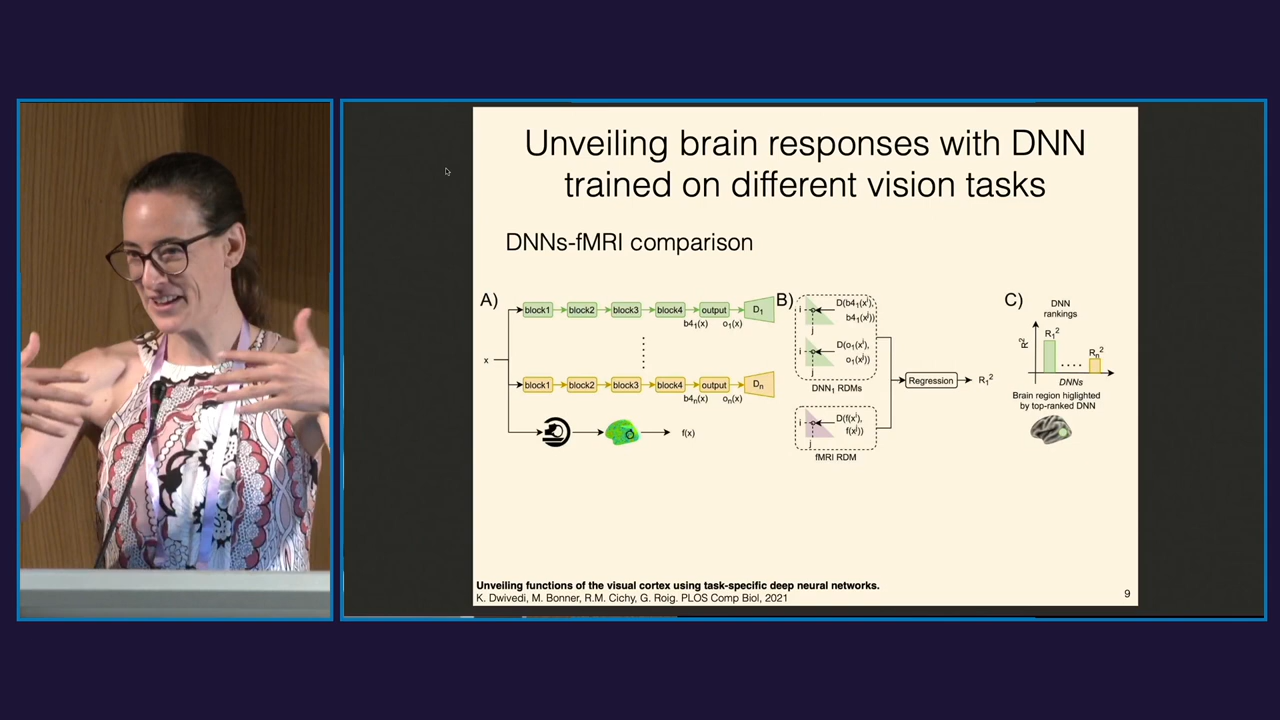 Unveiling brain responses with DNN
trained on different vision tasks
DNNs-fMRI comparison
A)
block1 block2 block3 block4 output D1
b41(x) o1(x)
x
block1 block2 block3 block4 output Dn
b4n(x) on(x)
f(x)
B)
i D(b41(xi),
b41(xj))
j
i D(o1(xi),
o1(xj))
j
DNN1 RDMs
i D(f(xi),
f(xj))
j
fMRI RDM
Regression R1²
C)
DNN
rankings
R²
R1²
Rn²
DNNs
Brain region higlighted
by top-ranked DNN
Unveiling functions of the visual cortex using task-specific deep neural networks.
K. Dwivedi, M. Bonner, R.M. Cichy, G. Roig. PLOS Comp Biol, 2021
9